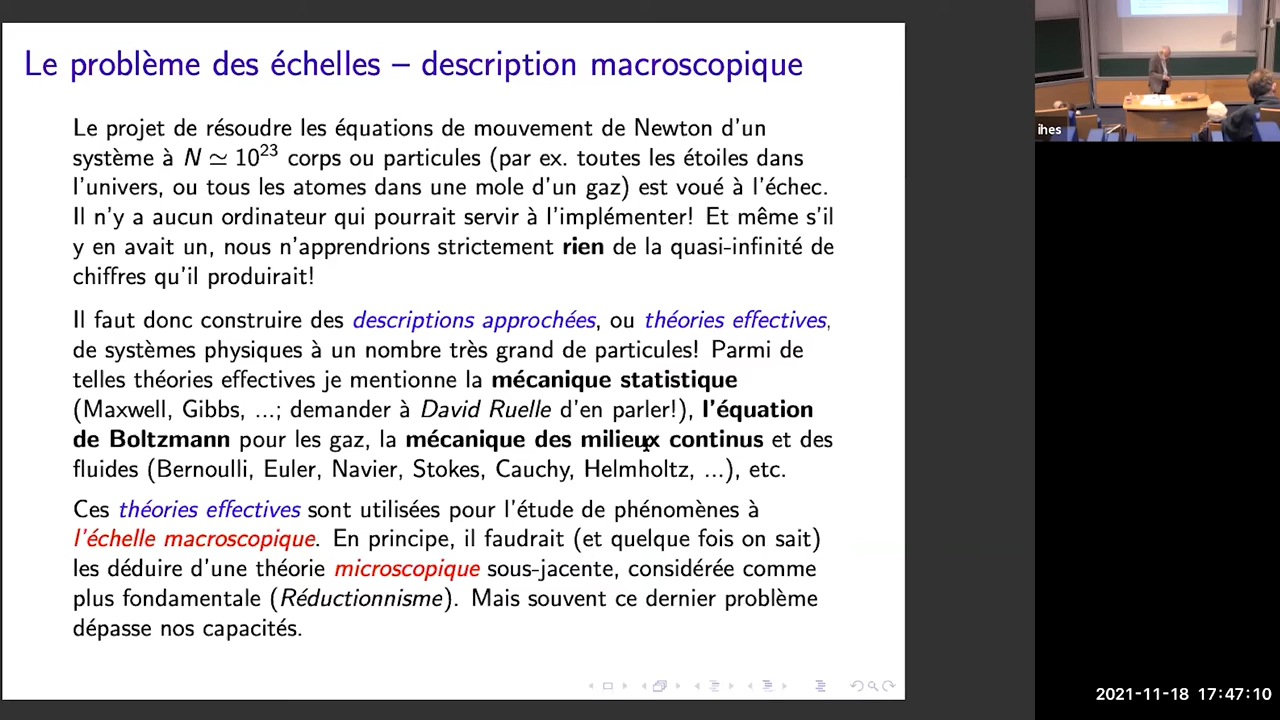 Le problème des échelles – description macroscopique
Le projet de résoudre les équations de mouvement de Newton d'un
système à N ≃ 10²³ corps ou particules (par ex. toutes les étoiles dans
l'univers, ou tous les atomes dans une mole d'un gaz) est voué à l'échec.
Il n'y a aucun ordinateur qui pourrait servir à l'implémenter! Et même s'il
y en avait un, nous n'apprendrions strictement rien de la quasi-infinité de
chiffres qu'il produirait!
Il faut donc construire des descriptions approchées, ou théories effectives,
de systèmes physiques à un nombre très grand de particules! Parmi de
telles théories effectives je mentionne la mécanique statistique
(Maxwell, Gibbs, ...; demander à David Ruelle d'en parler!), l'équation
de Boltzmann pour les gaz, la mécanique des milieux continus et des
fluides (Bernoulli, Euler, Navier, Stokes, Cauchy, Helmholtz, ...), etc.
Ces théories effectives sont utilisées pour l'étude de phénomènes à
l'échelle macroscopique. En principe, il faudrait (et quelque fois on sait)
les déduire d'une théorie microscopique sous-jacente, considérée comme
plus fondamentale (Réductionnisme). Mais souvent ce dernier problème
dépasse nos capacités.
ihes
2021-11-18 17:47:10